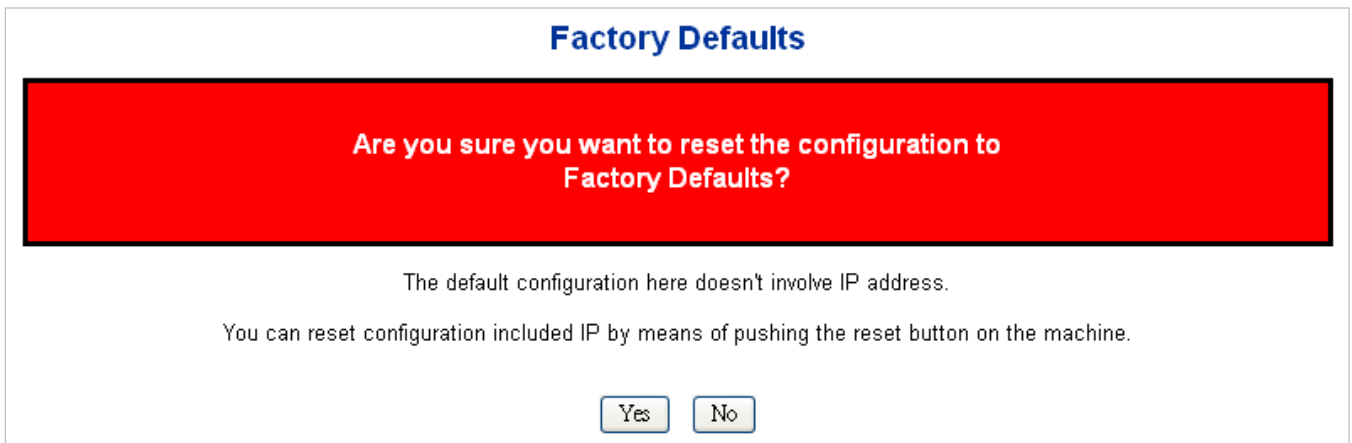 Factory Defaults
Are you sure you want to reset the configuration to
Factory Defaults?
The default configuration here doesn't involve IP address.
You can reset configuration included IP by means of pushing the reset button on the machine.
Yes No